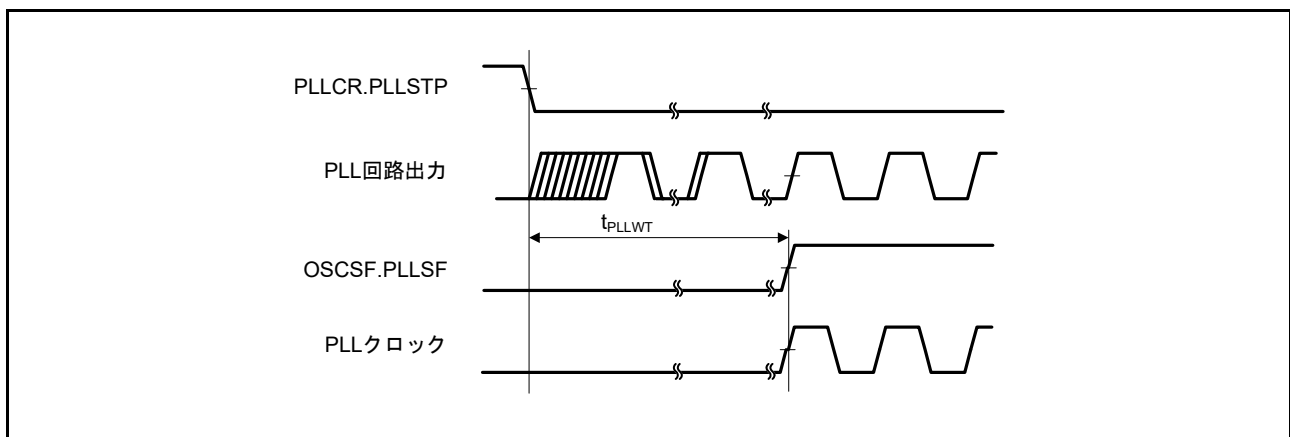 PLLCR.PLLSTP
PLL回路出力
tPLLWT
OSCSF.PLLSF
PLLクロック